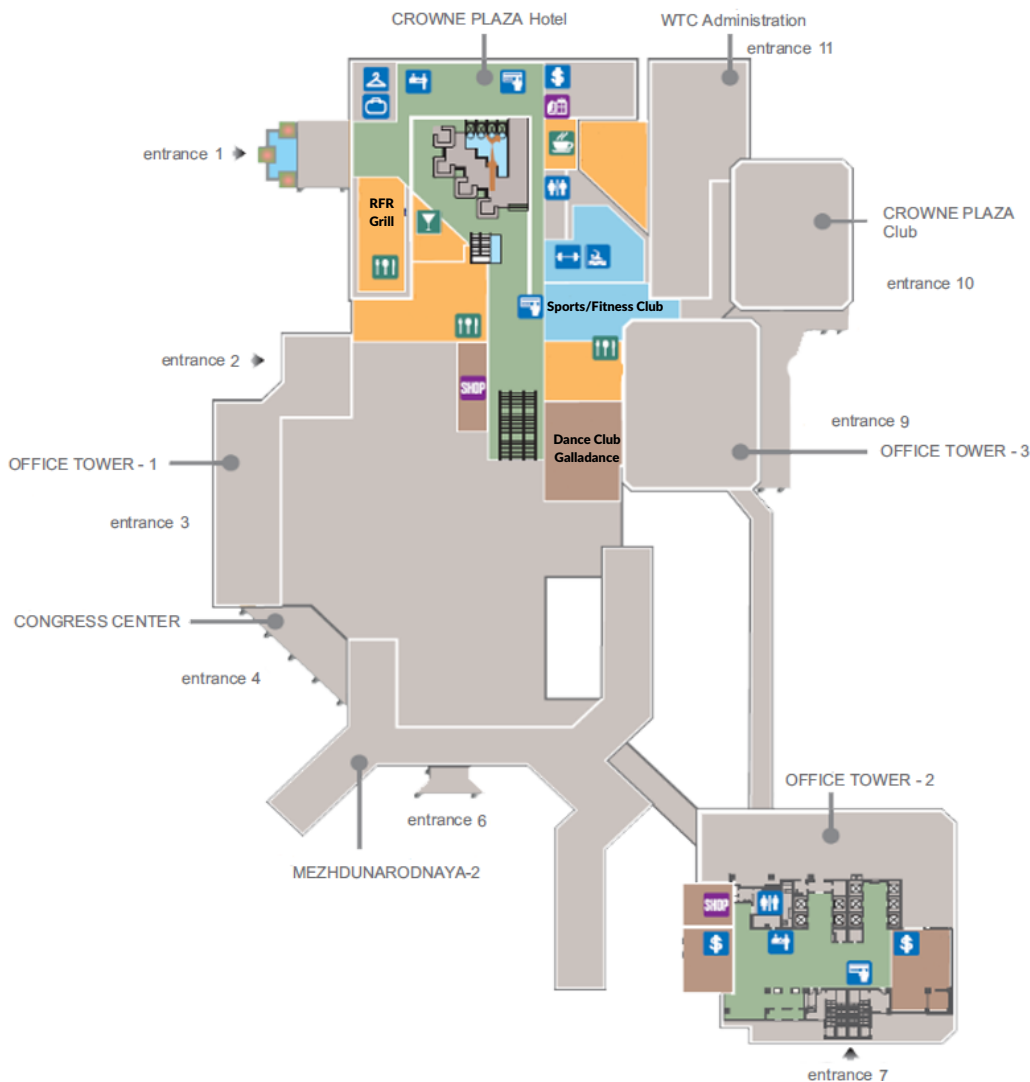 CROWNE PLAZA Hotel
WTC Administration
entrance 11
entrance 1
RFR
Grill
CROWNE PLAZA
Club
entrance 10
Sports/Fitness Club
entrance 2
SHOP
entrance 9
Dance Club
Galladance
OFFICE TOWER - 1
OFFICE TOWER - 3
entrance 3
CONGRESS CENTER
entrance 4
OFFICE TOWER - 2
entrance 6
MEZHDUNARODNAYA-2
SHOP
$
$
$
entrance 7